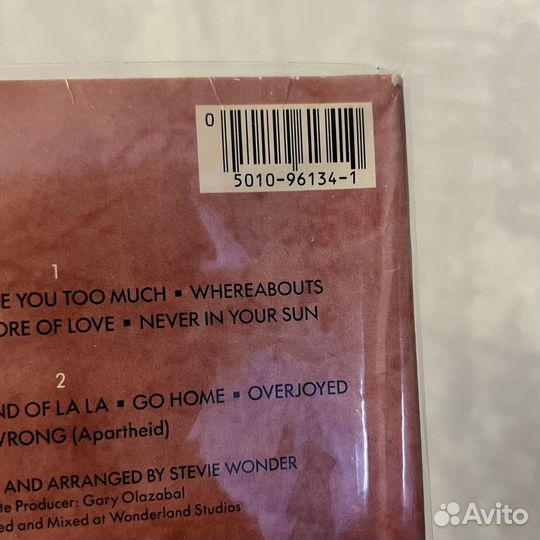 0
5010-96134-1
1
E YOU TOO MUCH ▪ WHEREABOUTS
ORE OF LOVE ▪ NEVER IN YOUR SUN
2
ND OF LA LA ▪ GO HOME ▪ OVERJOYED
WRONG (Apartheid)
AND ARRANGED BY STEVIE WONDER
te Producer: Gary Olazabal
ed and Mixed at Wonderland Studios
Avito